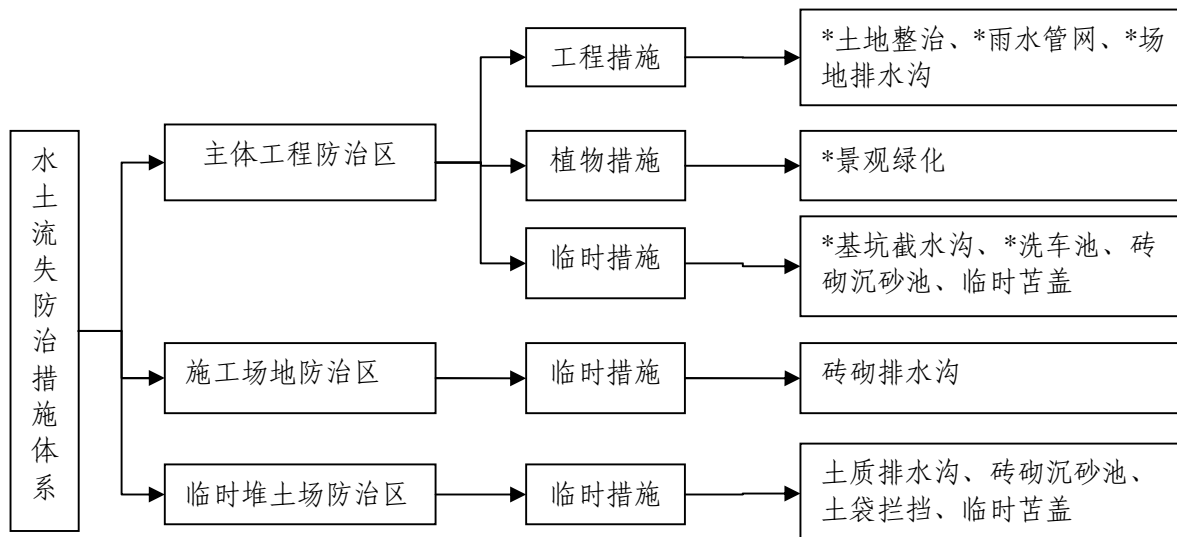 水土流失防治措施体系
主体工程防治区
工程措施
*土地整治、*雨水管网、*场
地排水沟
植物措施
*景观绿化
临时措施
*基坑截水沟、*洗车池、砖
砌沉砂池、临时苫盖
施工场地防治区
临时措施
砖砌排水沟
临时堆土场防治区
临时措施
土质排水沟、砖砌沉砂池、
土袋拦挡、临时苫盖